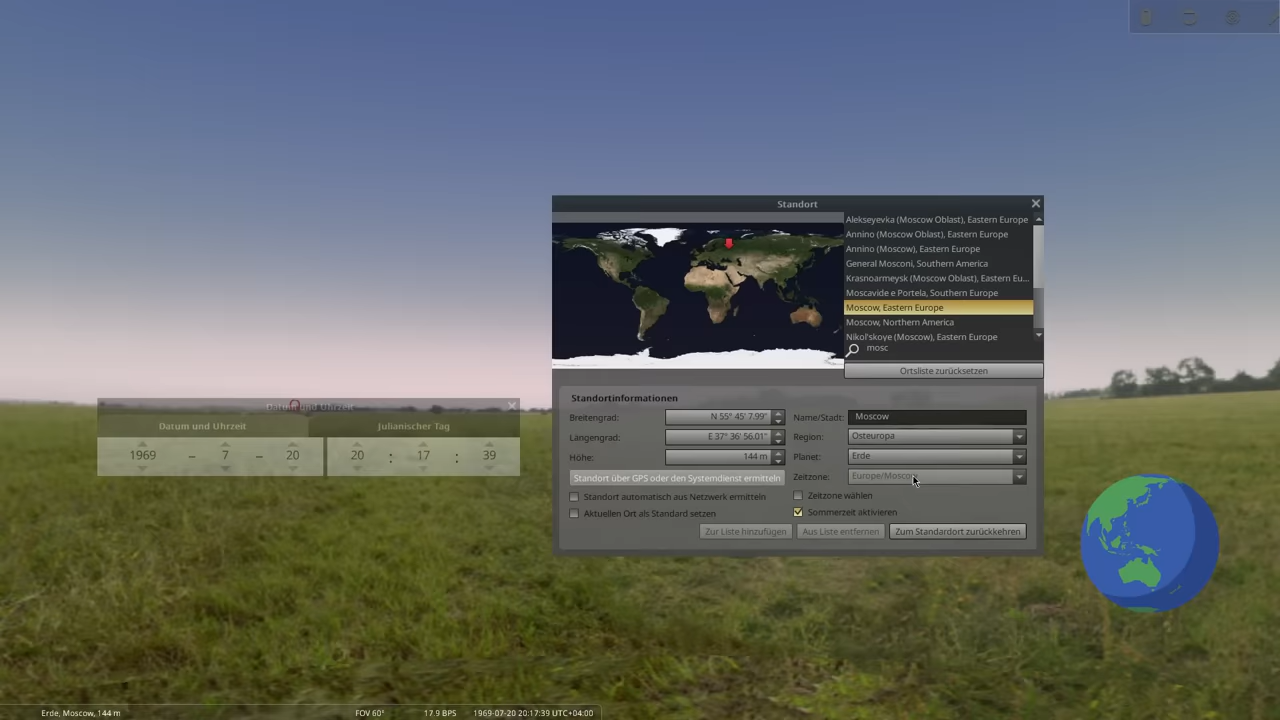 Standort
Alekseyevka (Moscow Oblast), Eastern Europe
Annino (Moscow Oblast), Eastern Europe
Annino (Moscow), Eastern Europe
General Mosconi, Southern America
Krasnoarmeysk (Moscow Oblast), Eastern Eu...
Moscavide e Portela, Southern Europe
Moscow, Eastern Europe
Moscow, Northern America
Nikol'skoye (Moscow), Eastern Europe
mosc
Ortsliste zurücksetzen
Standortinformationen
Breitengrad: N 55° 45' 7.99" Name/Stadt: Moscow
Längengrad: E 37° 36' 56.01" Region: Osteuropa
Höhe: 144 m Planet: Erde
Standort über GPS oder den Systemdienst ermitteln Zeitzone: Europe/Moscow
Standort automatisch aus Netzwerk ermitteln Zeitzone wählen
Aktuellen Ort als Standard setzen Sommerzeit aktivieren
Zur Liste hinzufügen Aus Liste entfernen Zum Standardort zurückkehren
Datum und Uhrzeit
Datum und Uhrzeit Julianischer Tag
1969 – 7 – 20 20 : 17 : 39
Erde, Moscow, 144 m FOV 60° 17.9 BPS 1969-07-20 20:17:39 UTC+04:00